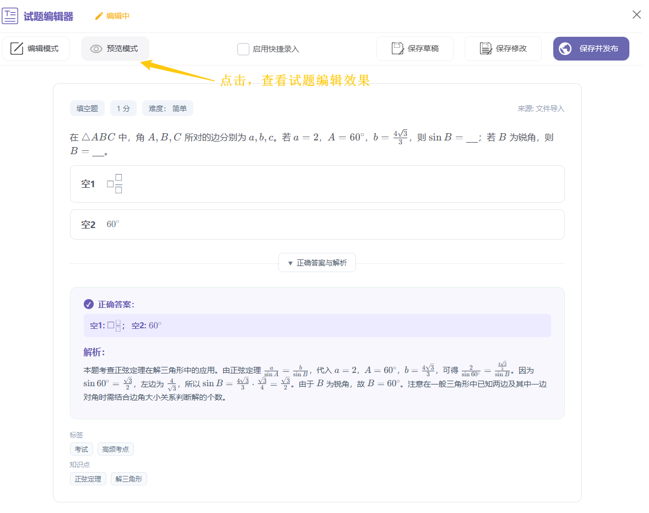 试题编辑器 编辑中
编辑模式 预览模式 启用快捷录入 保存草稿 保存修改 保存并发布
点击，查看试题编辑效果
填空题 1 分 难度： 简单 来源: 文件导入
在 △ABC 中，角 A, B, C 所对的边分别为 a, b, c。若 a = 2，A = 60°，b = 4√3/3，则 sin B = __；若 B 为锐角，则
B = __。
空1 □□/□
空2 60°
▼ 正确答案与解析
正确答案：
空1: □□/□； 空2: 60°
解析：
本题考查正弦定理在解三角形中的应用。由正弦定理 a/sin A = b/sin B，代入 a = 2，A = 60°，b = 4√3/3，可得 2/sin 60° = (4√3/3)/sin B。因为
sin 60° = √3/2，左边为 4/√3，所以 sin B = 4√3/3 · √3/4 = √3/2。由于 B 为锐角，故 B = 60°。注意在一般三角形中已知两边及其中一边
对角时需结合边角大小关系判断解的个数。
标签
考试 高频考点
知识点
正弦定理 解三角形